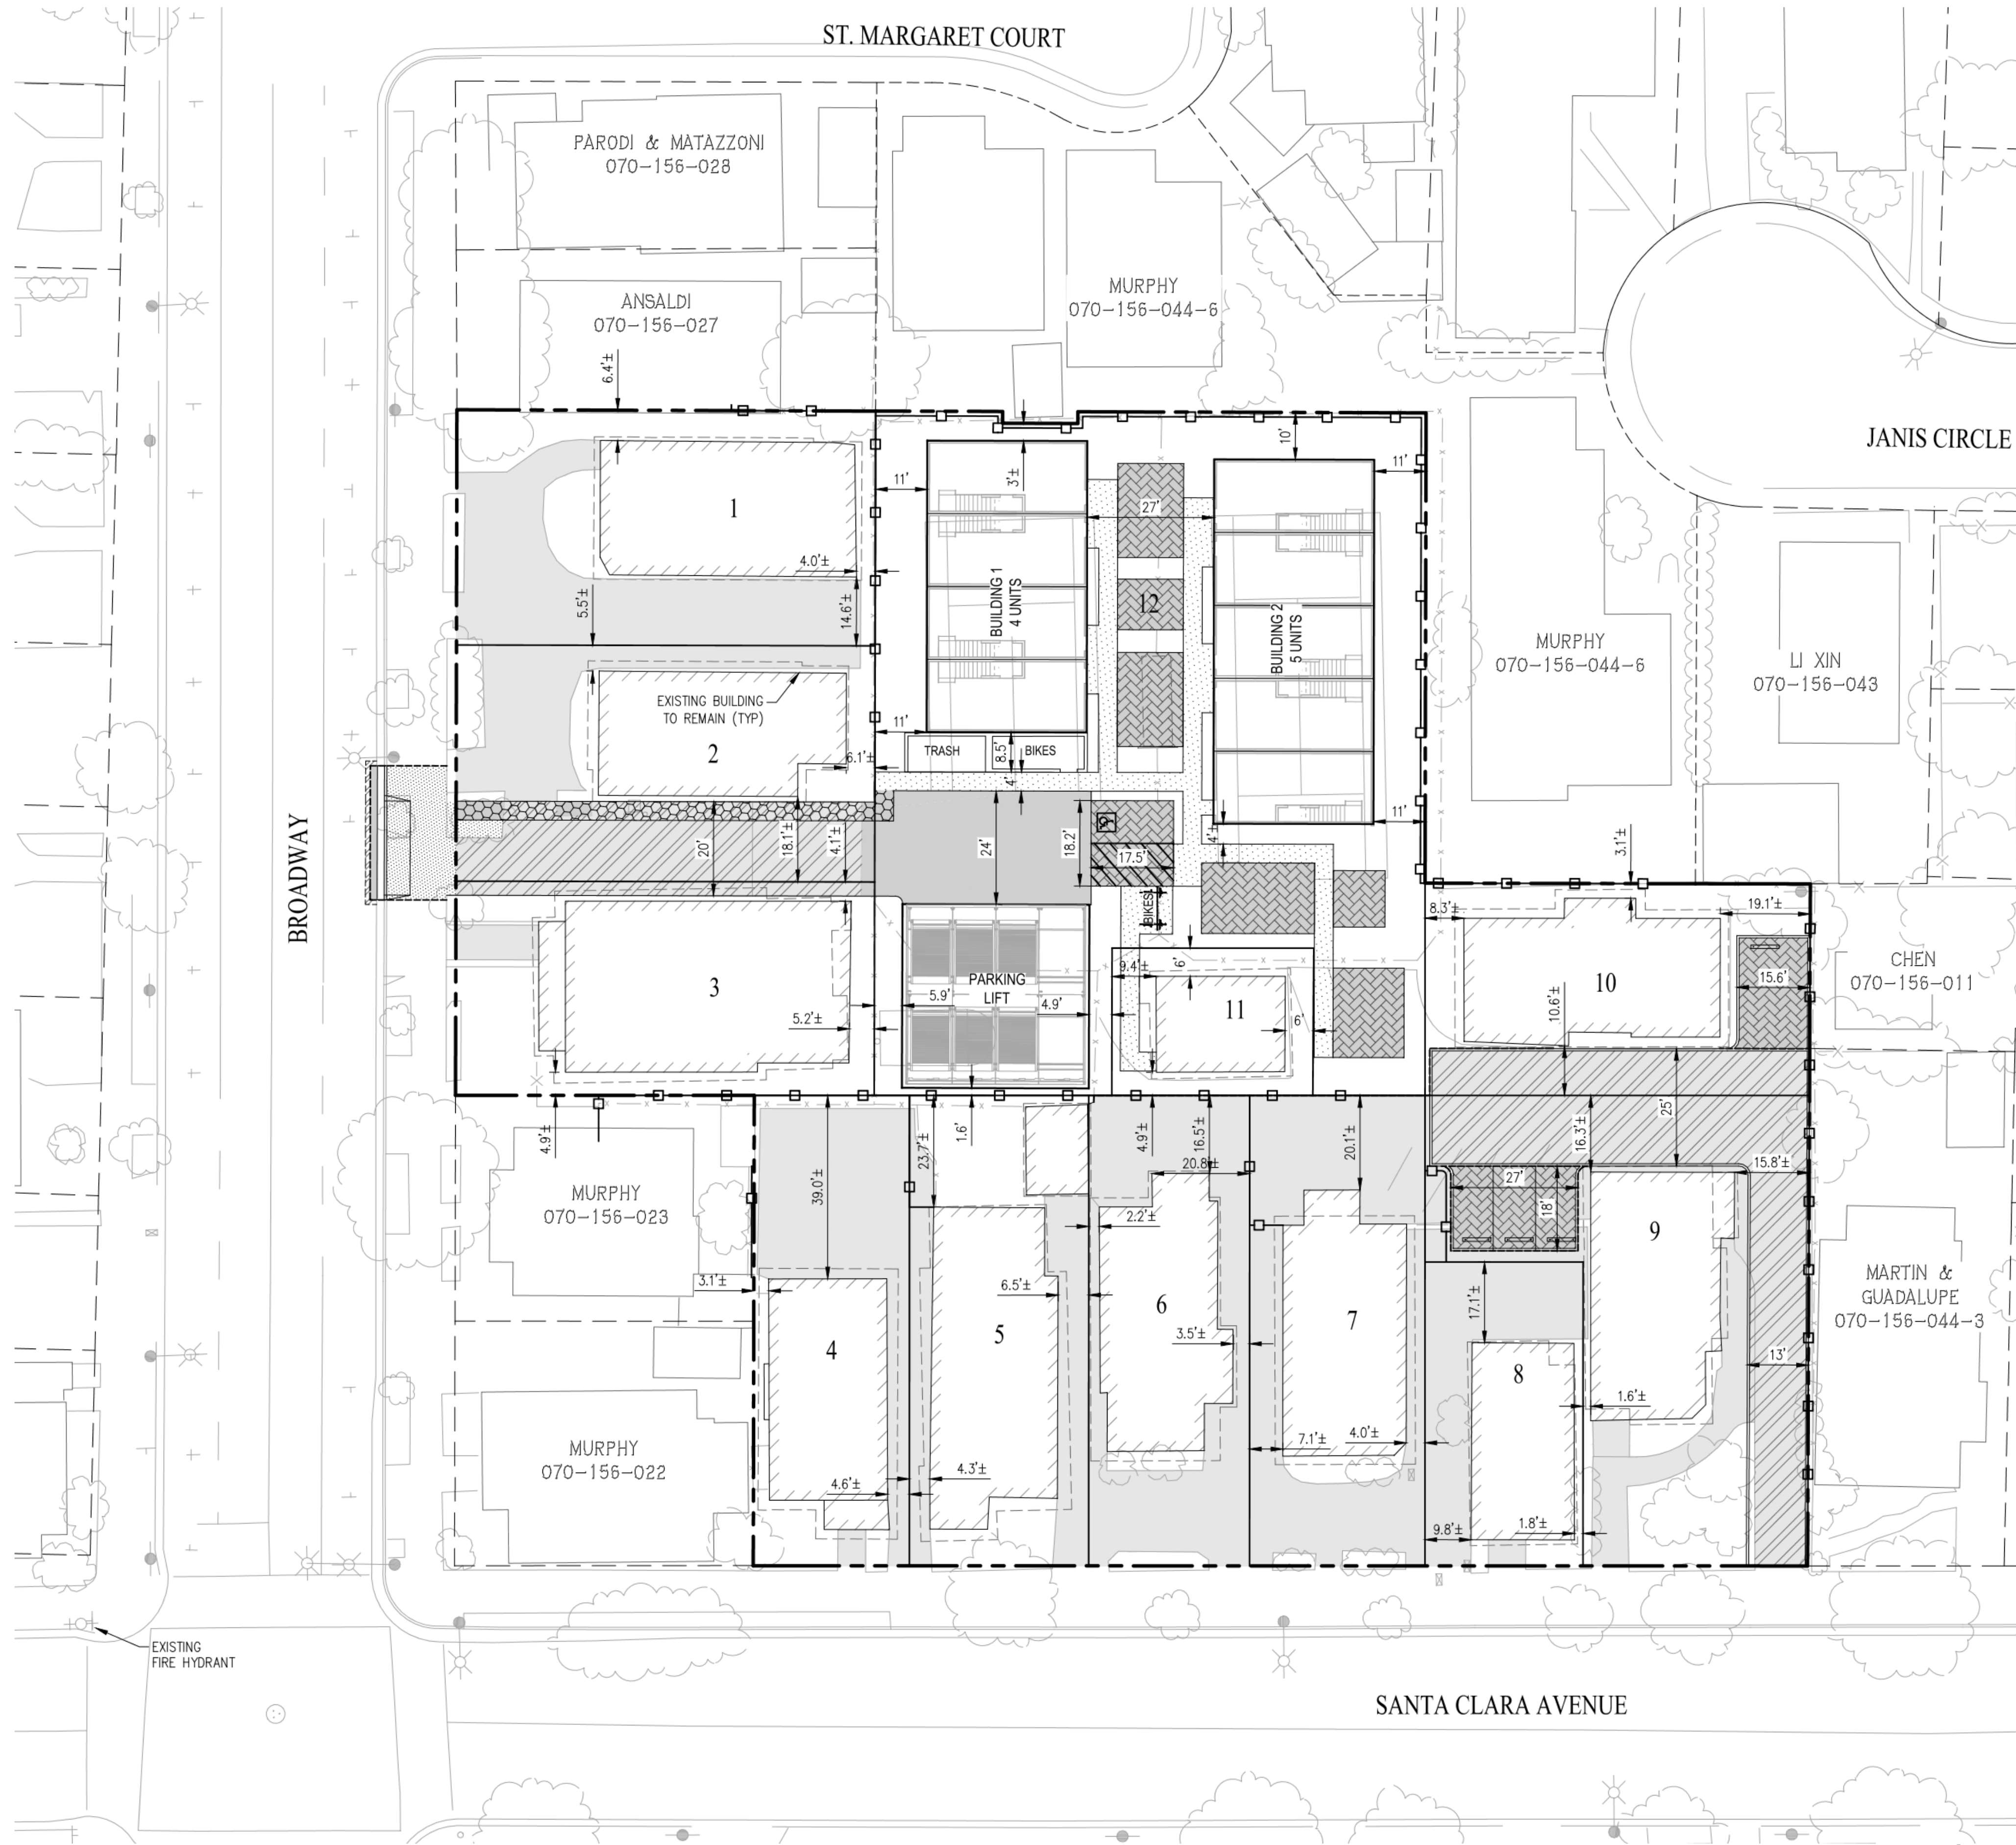 ST. MARGARET COURT
PARODI & MATAZZONI
070-156-028
ANSALDI
070-156-027
MURPHY
070-156-044-6
6.4'±
JANIS CIRCLE
10'
11'
11'
3'±
27'
1
4.0'±
5.5'±
14.6'±
BUILDING 1
4 UNITS
12
BUILDING 2
5 UNITS
MURPHY
070-156-044-6
LI XIN
070-156-043
EXISTING BUILDING
TO REMAIN (TYP)
2
6.1'±
11'
TRASH
8.5'
BIKES
4'
11'
BROADWAY
20'
18.1'±
4.1'±
24'
18.2'
17.5'
4'±
3.1'±
BIKES
8.3'±
19.1'±
3
5.2'±
5.9'
PARKING
LIFT
4.9'
9.4'±
6'
11
6'
10
10.6'±
15.6'
CHEN
070-156-011
4.9'±
MURPHY
070-156-023
39.0'±
23.7'±
1.6'
4.9'±
16.5'±
20.8'±
20.1'±
25'
16.3'±
15.8'±
27'
18'
2.2'±
9
3.1'±
6.5'±
4
5
6
3.5'±
7
17.1'±
8
13'
MARTIN &
GUADALUPE
070-156-044-3
1.6'±
MURPHY
070-156-022
4.6'±
4.3'±
7.1'±
4.0'±
9.8'±
1.8'±
EXISTING
FIRE HYDRANT
SANTA CLARA AVENUE